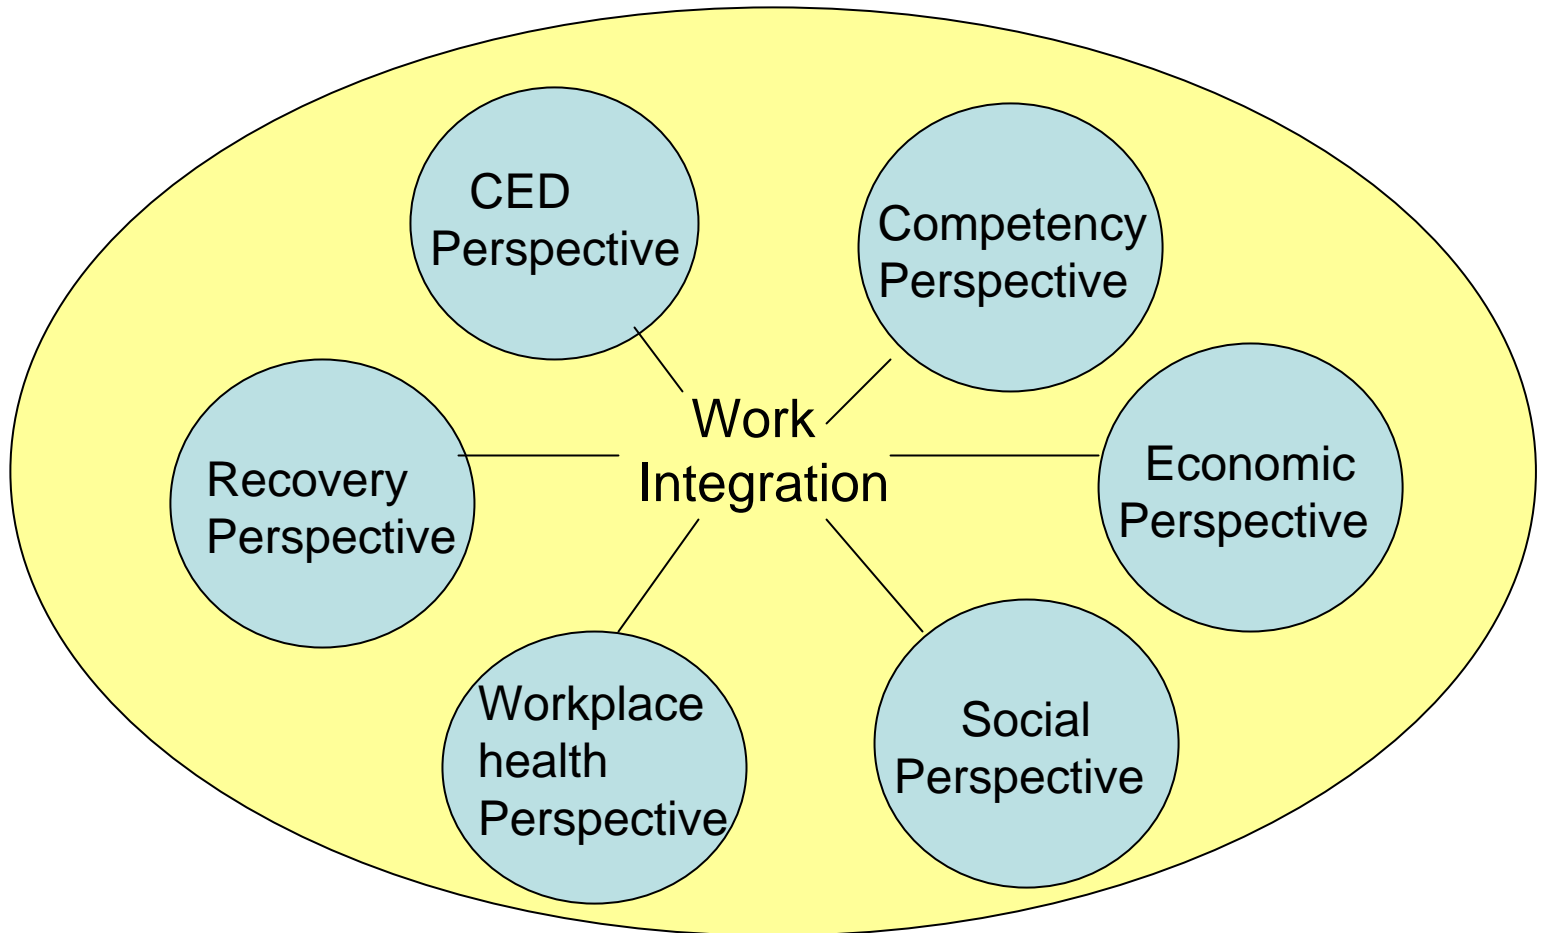 CED
Perspective
Competency
Perspective
Work
Integration
Recovery
Perspective
Economic
Perspective
Workplace
health
Perspective
Social
Perspective